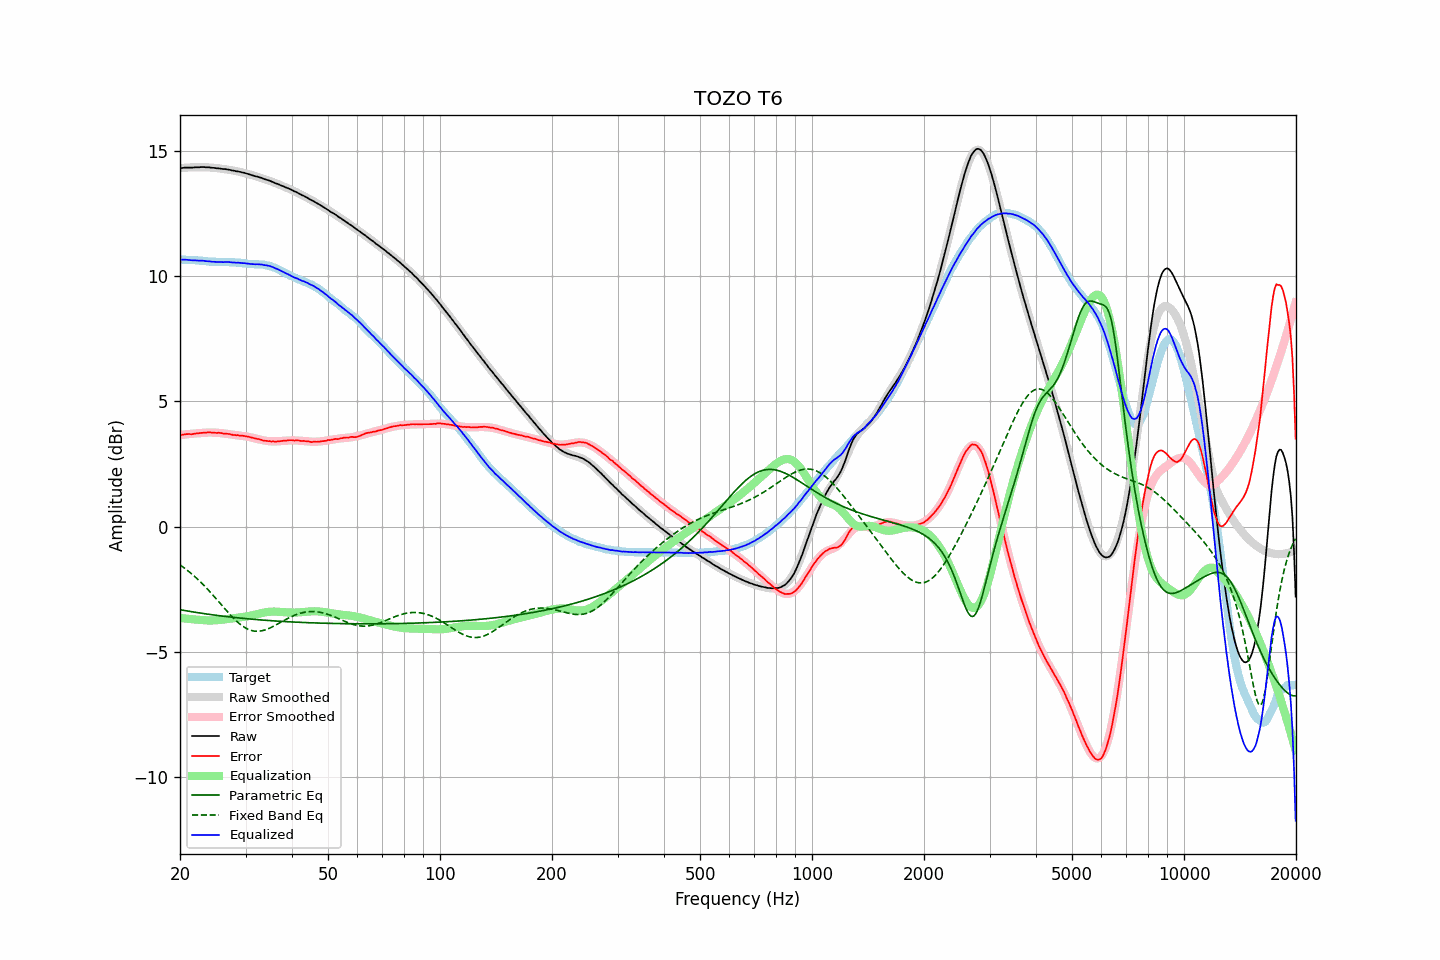 TOZO T6
Amplitude (dBr)
15
10
5
0
−5
−10
Target
Raw Smoothed
Error Smoothed
Raw
Error
Equalization
Parametric Eq
Fixed Band Eq
Equalized
20
50
100
200
500
1000
2000
5000
10000
20000
Frequency (Hz)